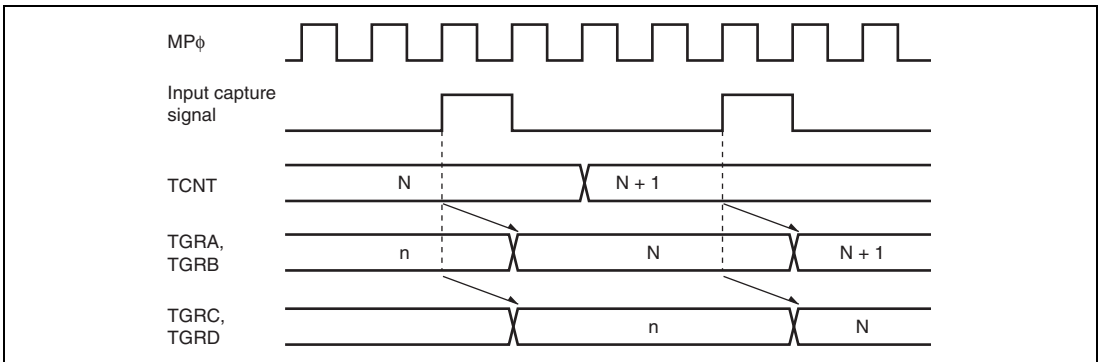 MPϕ
Input capture
signal
TCNT
N
N + 1
TGRA,
TGRB
n
N
N + 1
TGRC,
TGRD
n
N